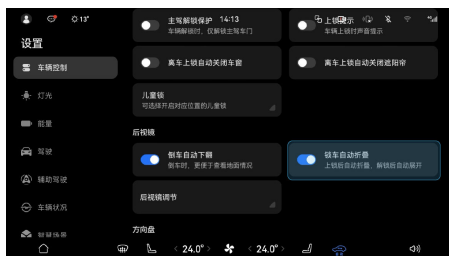 13°
14:13
设置
主驾解锁保护
车辆解锁时，仅解锁主驾车门
上锁提示
车辆上锁时声音提示
车辆控制
离车上锁自动关闭车窗
离车上锁自动关闭遮阳帘
灯光
儿童锁
可选择开启对应位置的儿童锁
能量
后视镜
驾驶
倒车自动下翻
倒车时，更便于查看地面情况
锁车自动折叠
上锁后自动折叠，解锁后自动展开
辅助驾驶
后视镜调节
车辆状况
智慧场景
方向盘
< 24.0° >
< 24.0° >